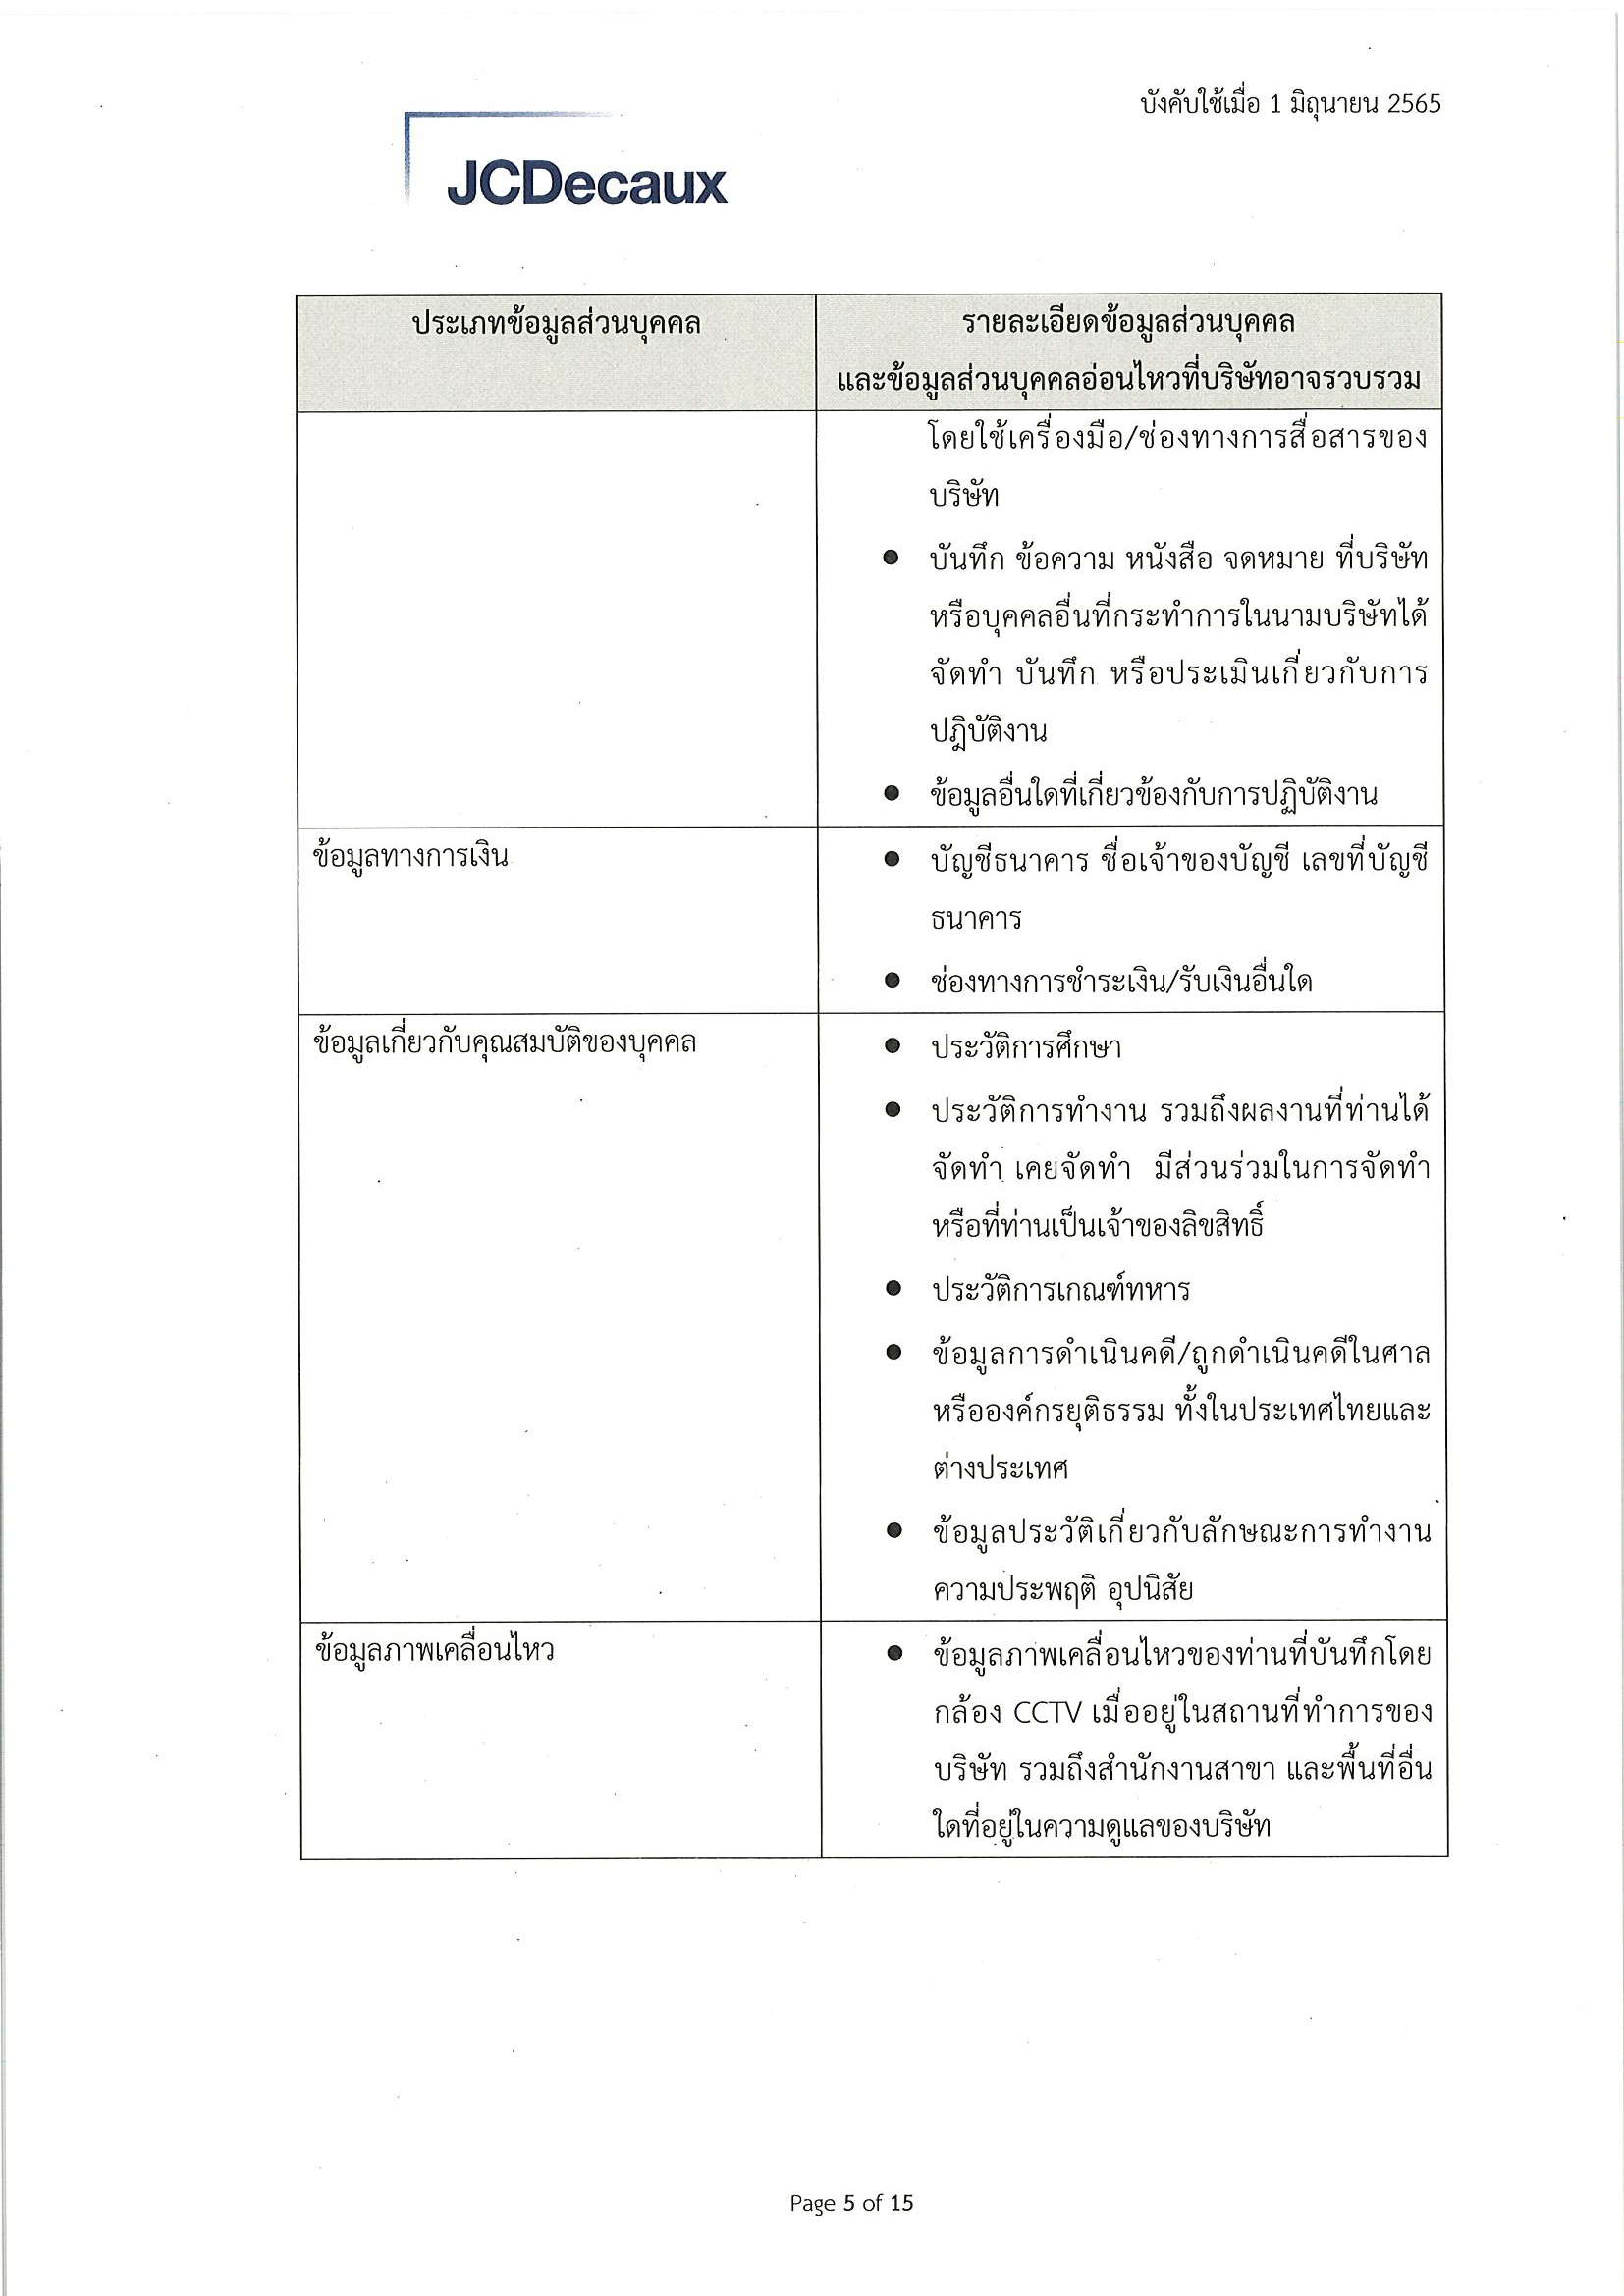 บังคับใช้เมื่อ 1 มิถุนายน 2565
JCDecaux
ประเภทข้อมูลส่วนบุคคล
รายละเอียดข้อมูลส่วนบุคคล
และข้อมูลส่วนบุคคลอ่อนไหวที่บริษัทอาจรวบรวม
โดยใช้เครื่องมือ/ช่องทางการสื่อสารของ
บริษัท
● บันทึก ข้อความ หนังสือ จดหมาย ที่บริษัท
หรือบุคคลอื่นที่กระทำการในนามบริษัทได้
จัดทำ บันทึก หรือประเมินเกี่ยวกับการ
ปฎิบัติงาน
● ข้อมูลอื่นใดที่เกี่ยวข้องกับการปฏิบัติงาน
ข้อมูลทางการเงิน
● บัญชีธนาคาร ชื่อเจ้าของบัญชี เลขที่บัญชี
ธนาคาร
● ช่องทางการชำระเงิน/รับเงินอื่นใด
ข้อมูลเกี่ยวกับคุณสมบัติของบุคคล
● ประวัติการศึกษา
● ประวัติการทำงาน รวมถึงผลงานที่ท่านได้
จัดทำ เคยจัดทำ มีส่วนร่วมในการจัดทำ
หรือที่ท่านเป็นเจ้าของลิขสิทธิ์
● ประวัติการเกณฑ์ทหาร
● ข้อมูลการดำเนินคดี/ถูกดำเนินคดีในศาล
หรือองค์กรยุติธรรม ทั้งในประเทศไทยและ
ต่างประเทศ
● ข้อมูลประวัติเกี่ยวกับลักษณะการทำงาน
ความประพฤติ อุปนิสัย
ข้อมูลภาพเคลื่อนไหว
● ข้อมูลภาพเคลื่อนไหวของท่านที่บันทึกโดย
กล้อง CCTV เมื่ออยู่ในสถานที่ทำการของ
บริษัท รวมถึงสำนักงานสาขา และพื้นที่อื่น
ใดที่อยู่ในความดูแลของบริษัท
Page 5 of 15